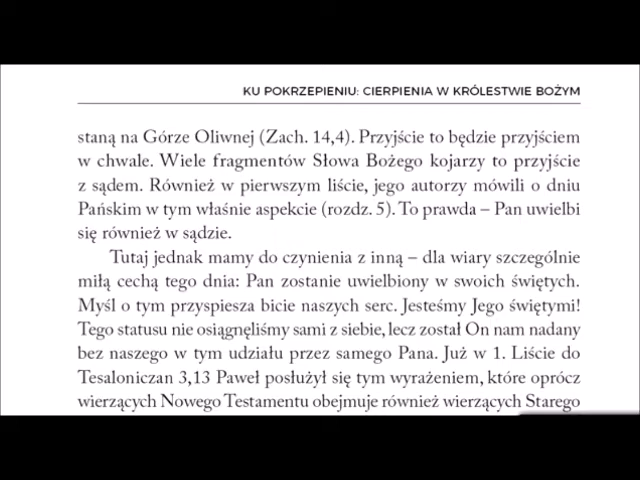 KU POKRZEPIENIU: CIERPIENIA W KRÓLESTWIE BOŻYM
staną na Górze Oliwnej (Zach. 14,4). Przyjście to będzie przyjściem
w chwale. Wiele fragmentów Słowa Bożego kojarzy to przyjście
z sądem. Również w pierwszym liście, jego autorzy mówili o dniu
Pańskim w tym właśnie aspekcie (rozdz. 5). To prawda – Pan uwielbi
się również w sądzie.
Tutaj jednak mamy do czynienia z inną – dla wiary szczególnie
miłą cechą tego dnia: Pan zostanie uwielbiony w swoich świętych.
Myśl o tym przyspiesza bicie naszych serc. Jesteśmy Jego świętymi!
Tego statusu nie osiągnęliśmy sami z siebie, lecz został On nam nadany
bez naszego w tym udziału przez samego Pana. Już w 1. Liście do
Tesaloniczan 3,13 Paweł posłużył się tym wyrażeniem, które oprócz
wierzących Nowego Testamentu obejmuje również wierzących Starego